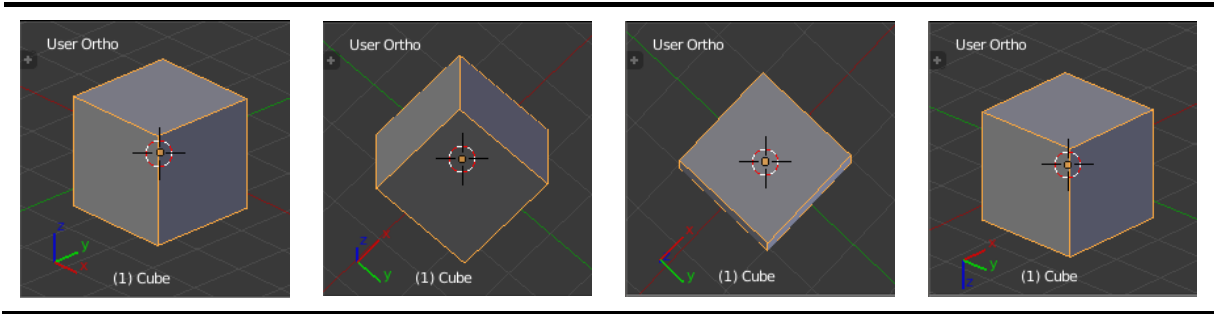 User Ortho
z
y
x
(1) Cube
User Ortho
z
x
y
(1) Cube
User Ortho
x
z
y
(1) Cube
User Ortho
x
y
z
(1) Cube